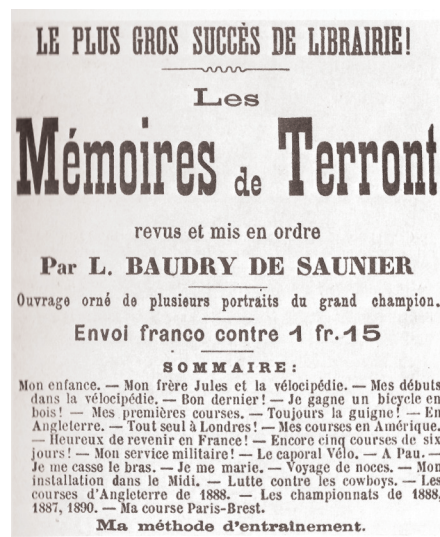 LE PLUS GROS SUCCÈS DE LIBRAIRIE!
Les
Mémoires de Terront
revus et mis en ordre
Par L. BAUDRY DE SAUNIER
Ouvrage orné de plusieurs portraits du grand champion.
Envoi franco contre 1 fr. 15
SOMMAIRE:
Mon enfance. — Mon frère Jules et la vélocipédie. — Mes débuts
dans la vélocipédie. — Bon dernier! — Je gagne un bicycle en
bois! — Mes premières courses. — Toujours la guigne! — En
Angleterre. — Tout seul à Londres! — Mes courses en Amérique.
— Heureux de revenir en France! — Encore cinq courses de six
jours! — Mon service militaire! — Le caporal Vélo. — A Pau. —
Je me casse le bras. — Je me marie. — Voyage de noces. — Mon
installation dans le Midi. — Lutte contre les cowboys. — Les
courses d'Angleterre de 1888. — Les championnats de 1888,
1887, 1890. — Ma course Paris-Brest.
Ma méthode d'entraînement.